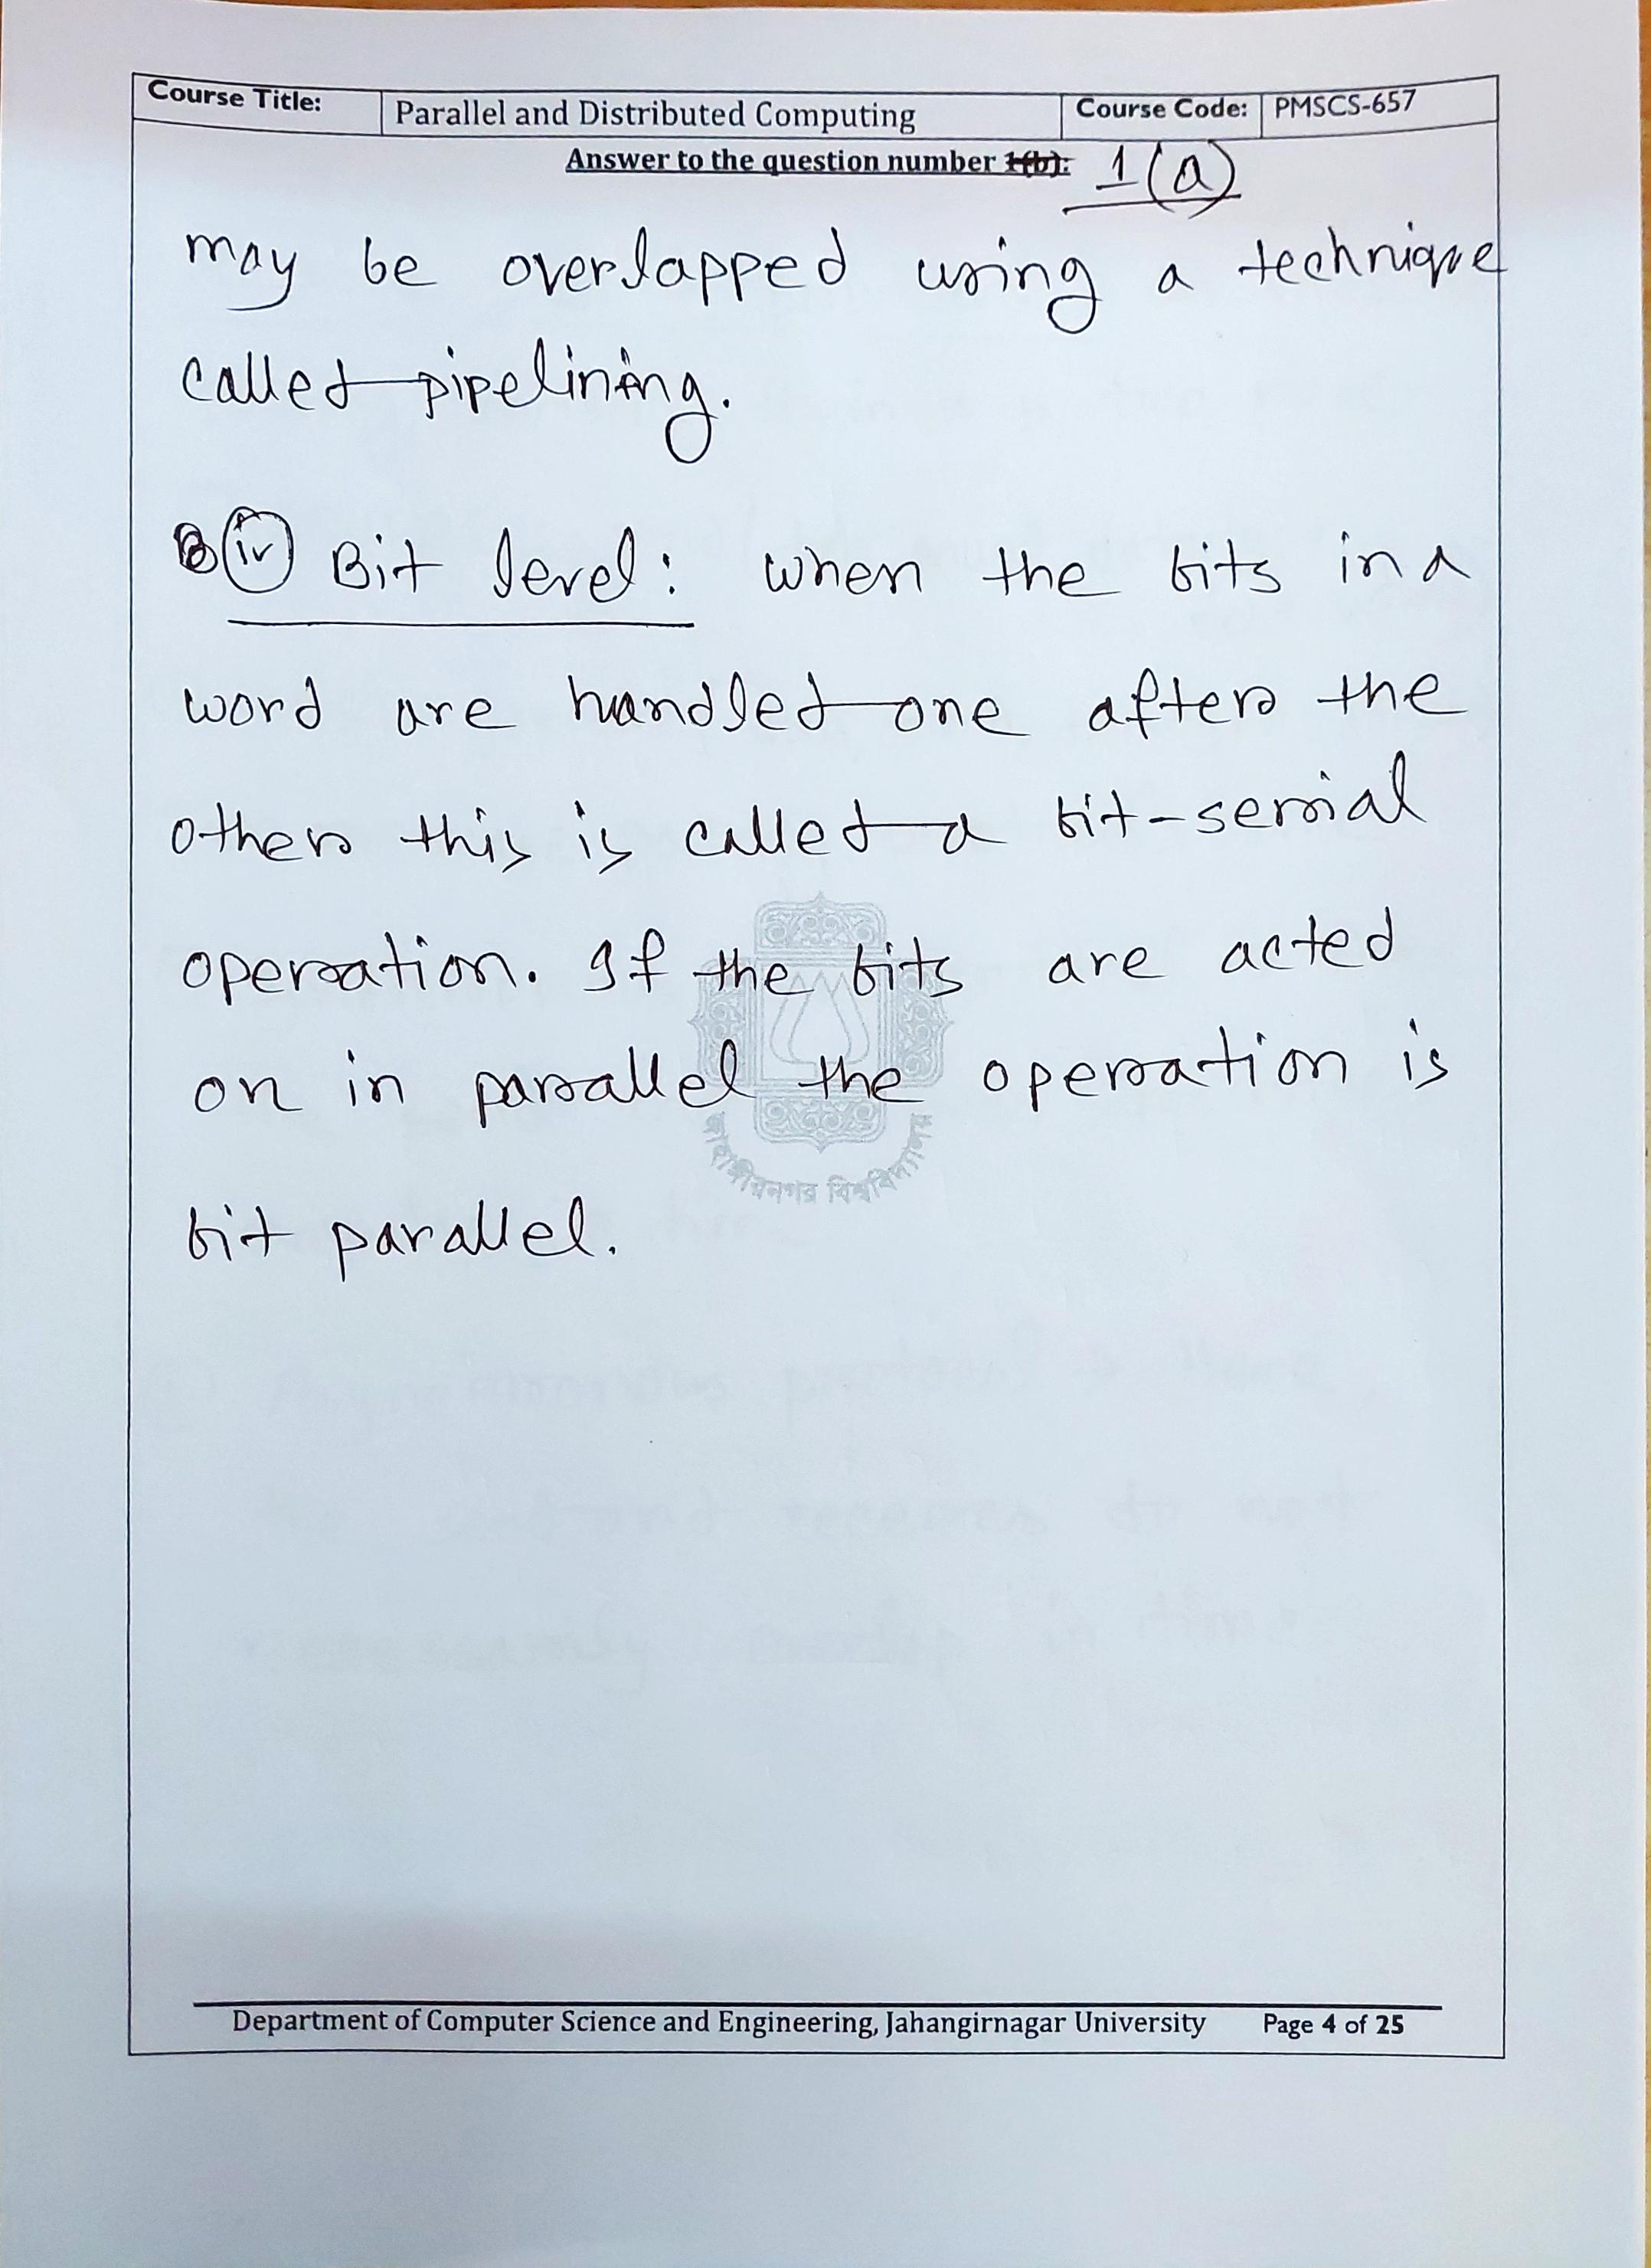 Course Title: Parallel and Distributed Computing Course Code: PMSCS-657
Answer to the question number 1(b): 1(a)
may be overlapped using a technique
called pipelining.
(iv) Bit level: when the bits in a
word are handled one after the
other this is called a bit-serial
operation. If the bits are acted
on in parallel the operation is
bit parallel.
জাহাঙ্গীরনগর বিশ্ববিদ্যালয়
Department of Computer Science and Engineering, Jahangirnagar University Page 4 of 25